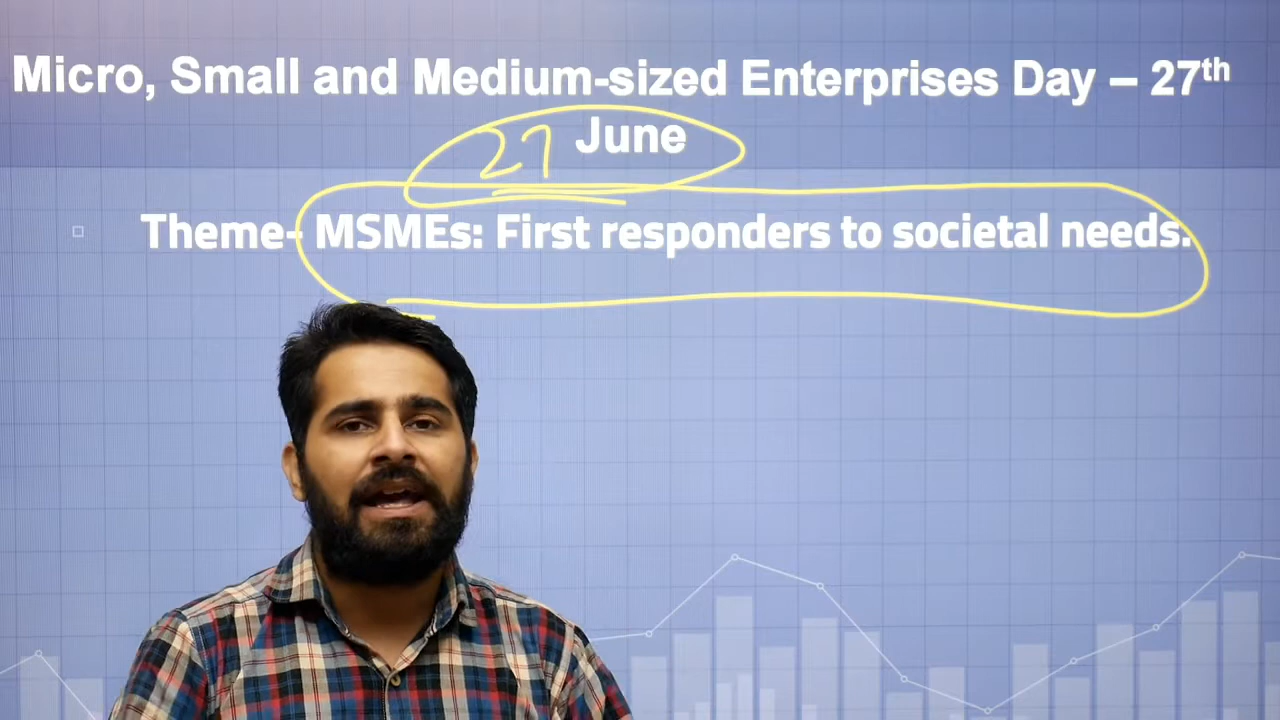 Micro, Small and Medium-sized Enterprises Day – 27th
27 June
Theme- MSMEs: First responders to societal needs.